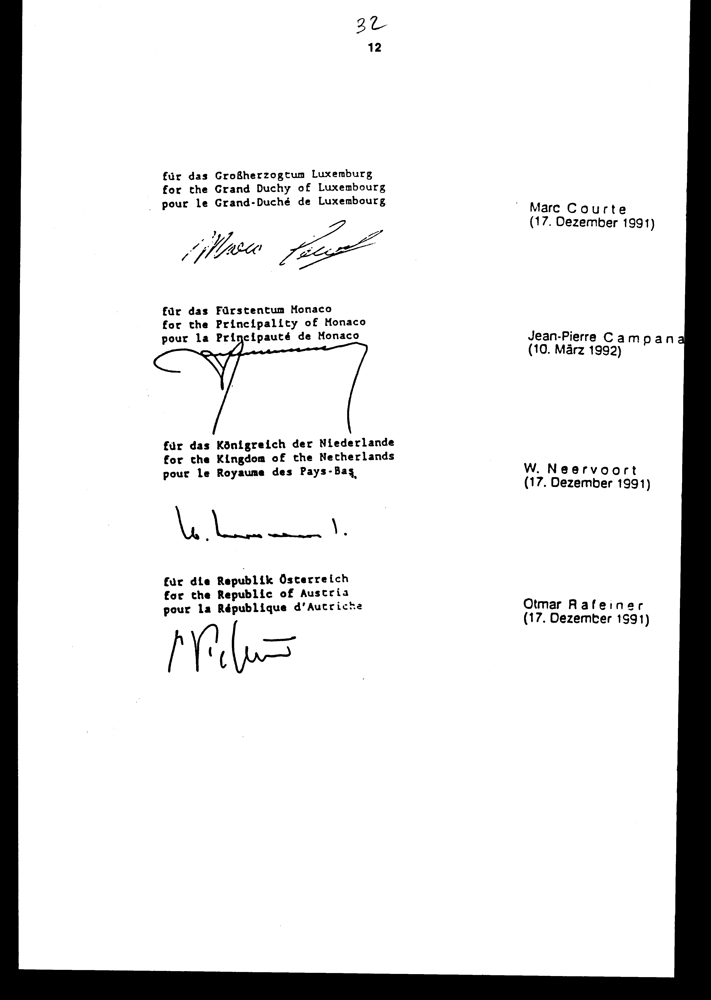 32
12
für das Großherzogtum Luxemburg
for the Grand Duchy of Luxembourg
pour le Grand-Duché de Luxembourg
Marc Courte
(17. Dezember 1991)
für das Fürstentum Monaco
for the Principality of Monaco
pour la Principauté de Monaco
Jean-Pierre Campana
(10. März 1992)
für das Königreich der Niederlande
for the Kingdom of the Netherlands
pour le Royaume des Pays-Bas
W. Neervoort
(17. Dezember 1991)
für die Republik Österreich
for the Republic of Austria
pour la République d'Autriche
Otmar Rafeiner
(17. Dezember 1991)